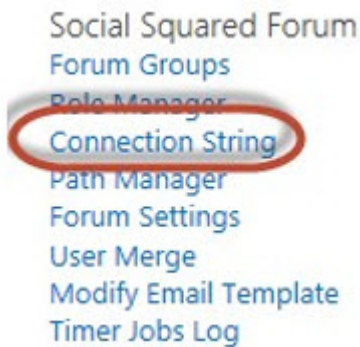 Social Squared Forum
Forum Groups
Role Manager
Connection String
Path Manager
Forum Settings
User Merge
Modify Email Template
Timer Jobs Log